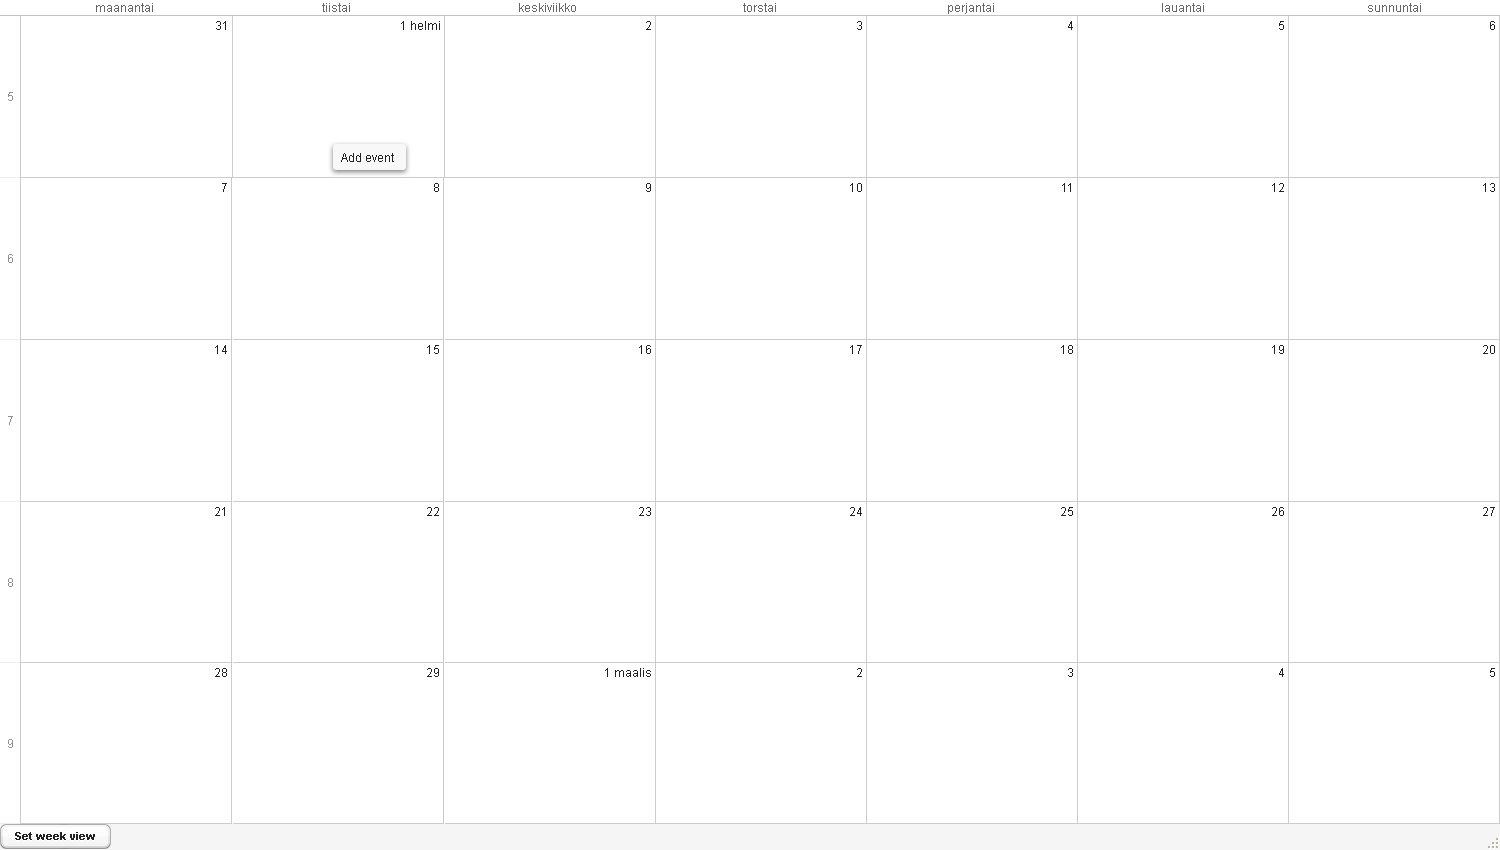 maanantai tiistai keskiviikko torstai perjantai lauantai sunnuntai
31 1 helmi 2 3 4 5 6
5
Add event
7 8 9 10 11 12 13
6
14 15 16 17 18 19 20
7
21 22 23 24 25 26 27
8
28 29 1 maalis 2 3 4 5
9
Set week view